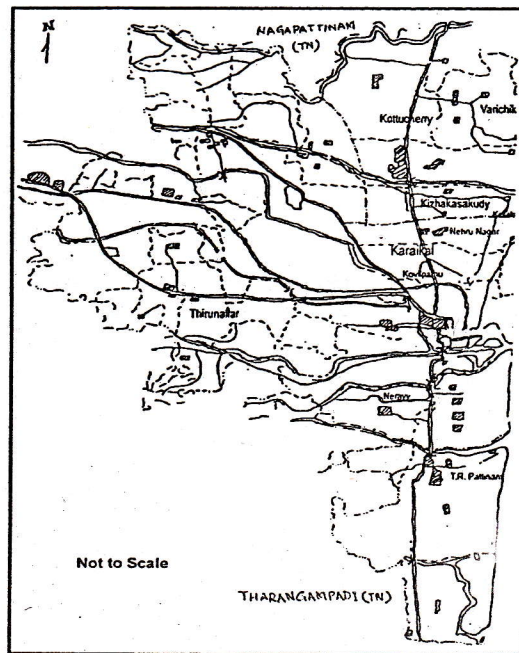 N
NAGAPATTINAM
(TN)
Kottucherry
Varichik
Kizhakasakudy
Nehru Nagar
Karaikal
Thirunallar
Neravy
T.R. Pattinam
Not to Scale
THARANGAMPADI (TN)